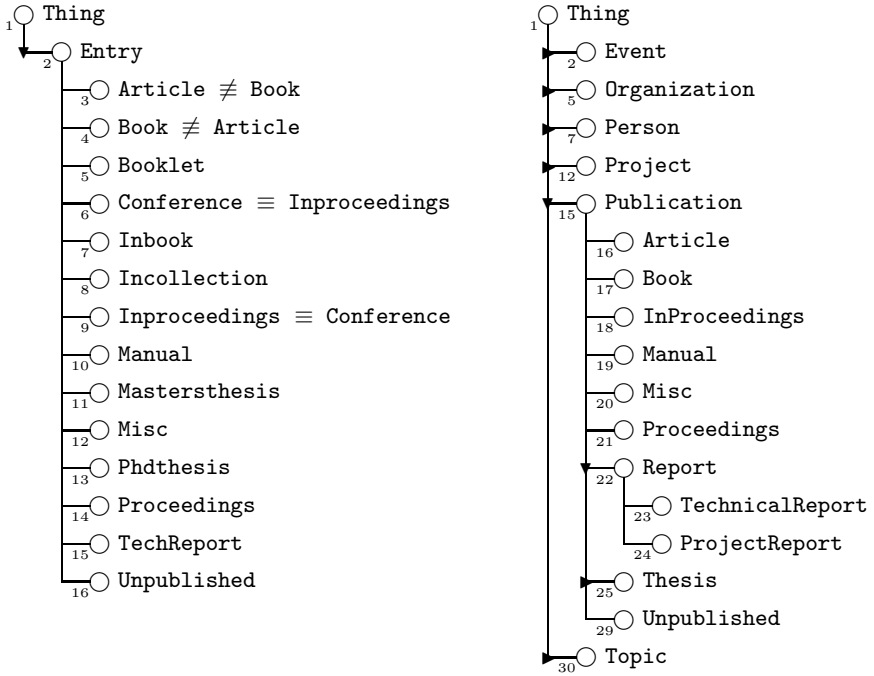 1 Thing
2 Entry
3 Article ≢ Book
4 Book ≢ Article
5 Booklet
6 Conference ≡ Inproceedings
7 Inbook
8 Incollection
9 Inproceedings ≡ Conference
10 Manual
11 Mastersthesis
12 Misc
13 Phdthesis
14 Proceedings
15 TechReport
16 Unpublished
1 Thing
2 Event
5 Organization
7 Person
12 Project
15 Publication
16 Article
17 Book
18 InProceedings
19 Manual
20 Misc
21 Proceedings
22 Report
23 TechnicalReport
24 ProjectReport
25 Thesis
29 Unpublished
30 Topic